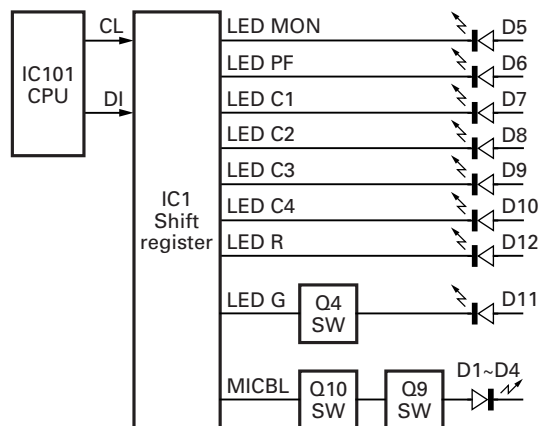 CL
IC101
CPU
DI
IC1
Shift
register
LED MON
D5
LED PF
D6
LED C1
D7
LED C2
D8
LED C3
D9
LED C4
D10
LED R
D12
LED G
Q4
SW
D11
MICBL
Q10
SW
Q9
SW
D1~D4